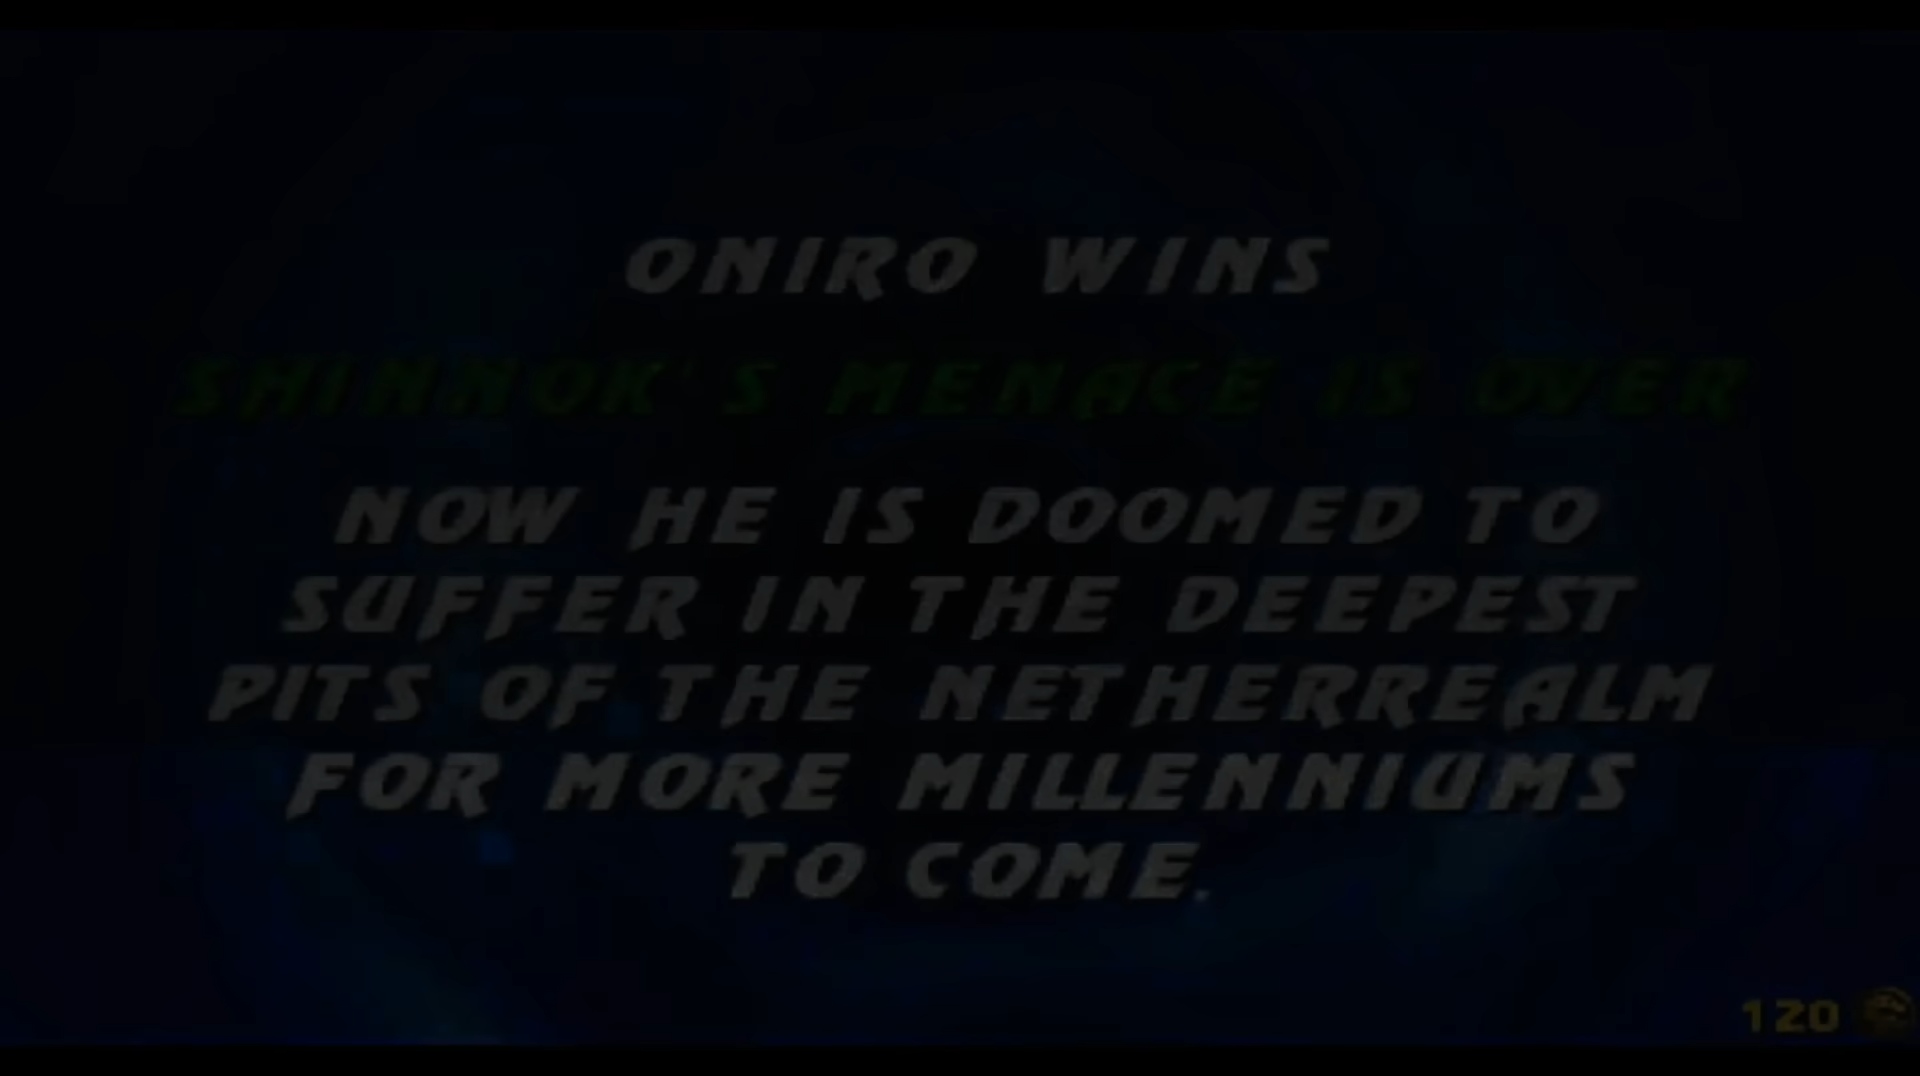 ONIRO WINS
SHINNOK'S MENACE IS OVER
NOW HE IS DOOMED TO
SUFFER IN THE DEEPEST
PITS OF THE NETHERREALM
FOR MORE MILLENNIUMS
TO COME.
120